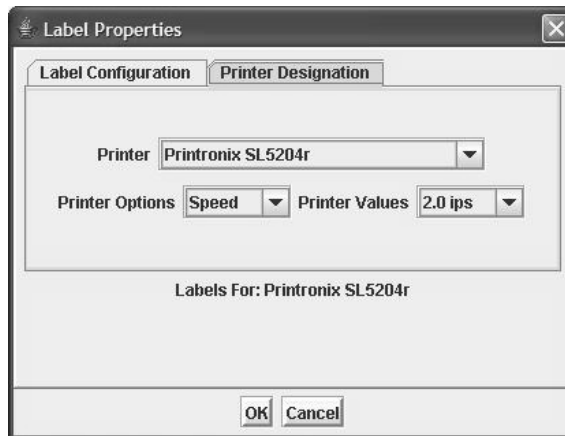 Label Properties
Label Configuration Printer Designation
Printer Printronix SL5204r
Printer Options Speed Printer Values 2.0 ips
Labels For: Printronix SL5204r
OK Cancel